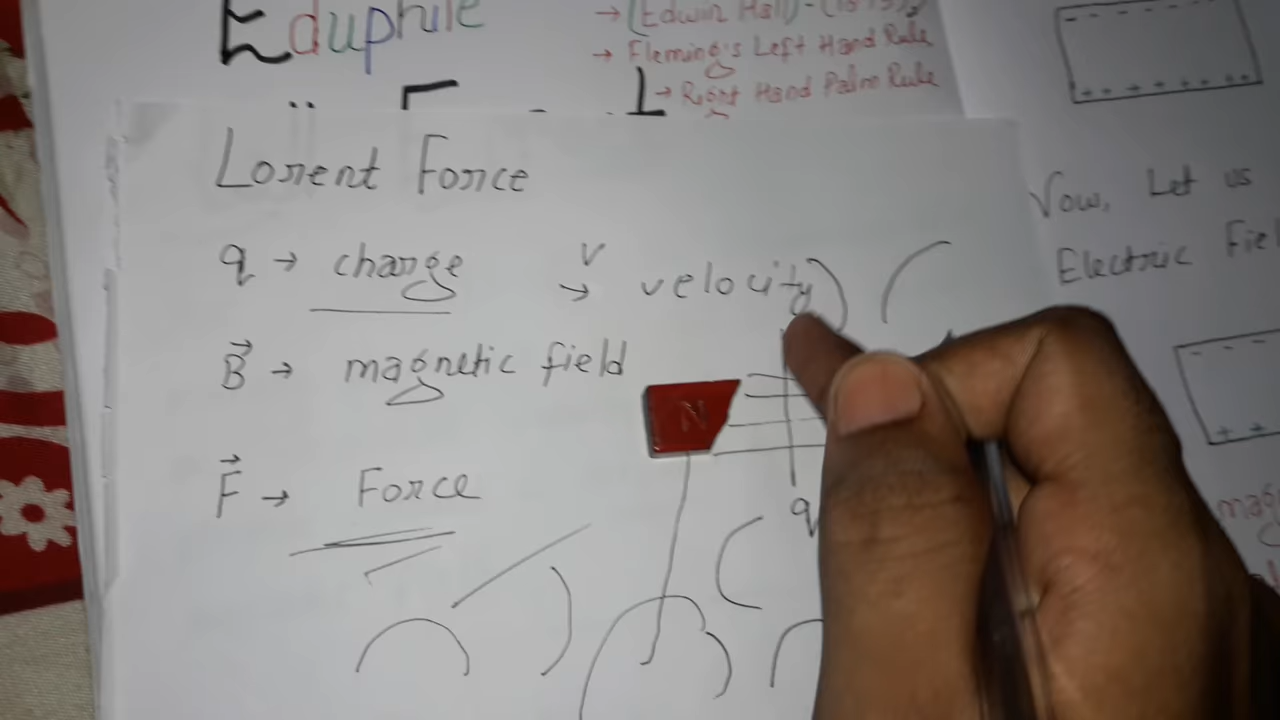 Eduphile
→ (Edwin Hall)-
→ Fleming's Left Hand Rule
→ Right Hand Palm Rule
Lorent Force
q → charge
v
→ velocity
B → magnetic field
N
F → Force
q
Now, Let us
Electric